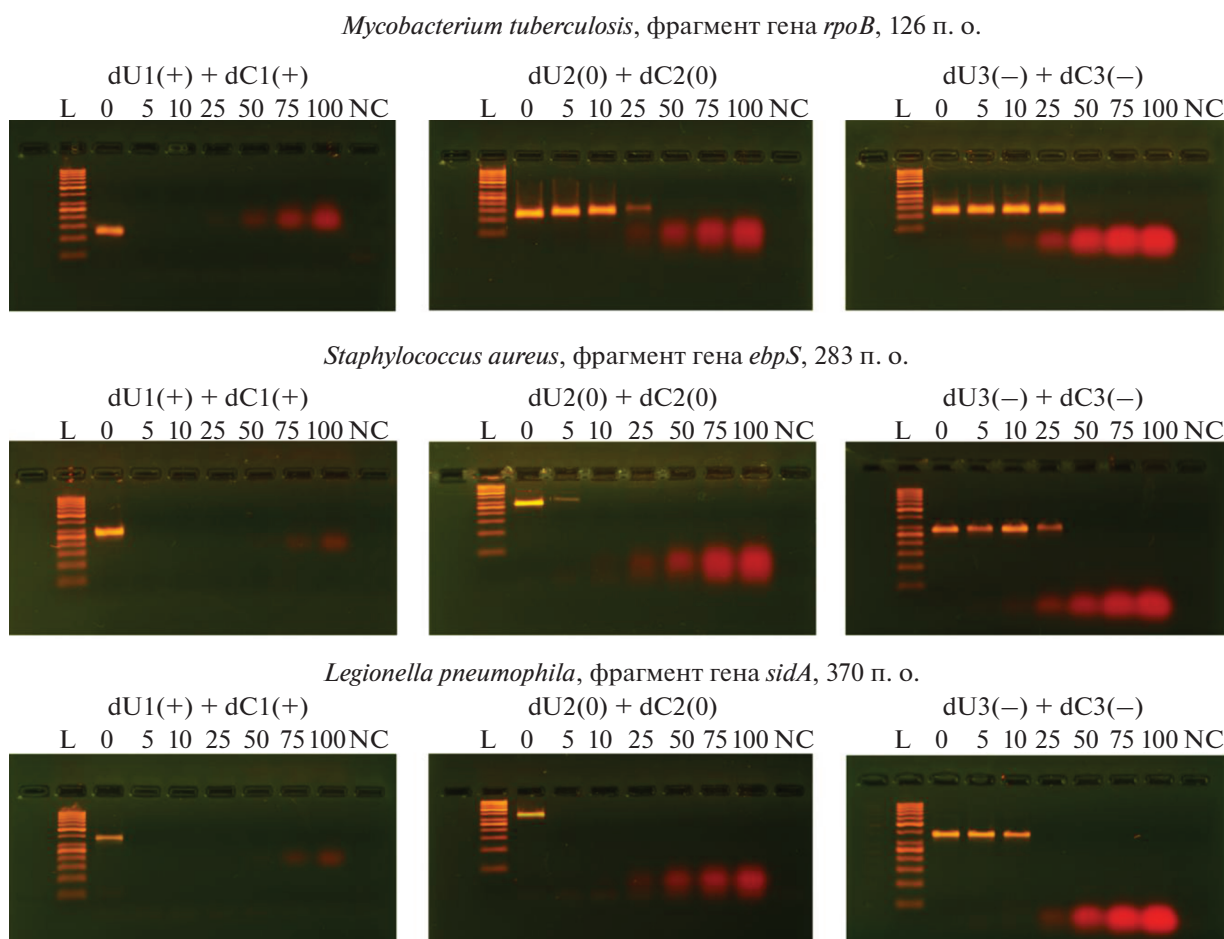 Mycobacterium tuberculosis, фрагмент гена rpoB, 126 п. о.
dU1(+) + dC1(+) dU2(0) + dC2(0) dU3(−) + dC3(−)
L 0 5 10 25 50 75 100 NC L 0 5 10 25 50 75 100 NC L 0 5 10 25 50 75 100 NC
Staphylococcus aureus, фрагмент гена ebpS, 283 п. о.
dU1(+) + dC1(+) dU2(0) + dC2(0) dU3(−) + dC3(−)
L 0 5 10 25 50 75 100 NC L 0 5 10 25 50 75 100 NC L 0 5 10 25 50 75 100 NC
Legionella pneumophila, фрагмент гена sidA, 370 п. о.
dU1(+) + dC1(+) dU2(0) + dC2(0) dU3(−) + dC3(−)
L 0 5 10 25 50 75 100 NC L 0 5 10 25 50 75 100 NC L 0 5 10 25 50 75 100 NC